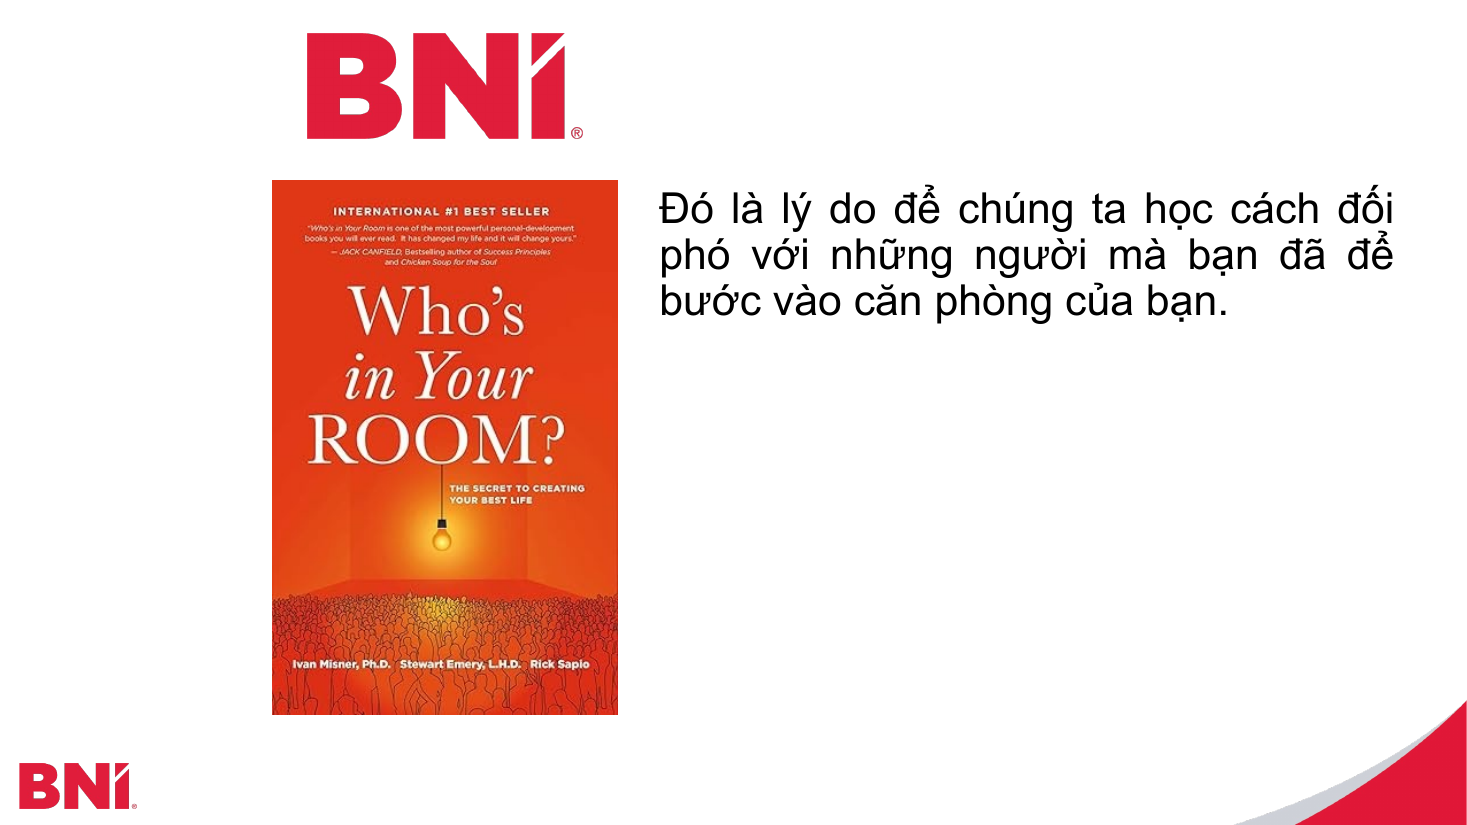 BNI®
INTERNATIONAL #1 BEST SELLER
"Who's in Your Room is one of the most powerful personal-development
books you will ever read. It has changed my life and it will change yours."
— JACK CANFIELD, Bestselling author of Success Principles
and Chicken Soup for the Soul
Who's
in Your
ROOM?
THE SECRET TO CREATING
YOUR BEST LIFE
Ivan Misner, Ph.D. Stewart Emery, L.H.D. Rick Sapio
Đó là lý do để chúng ta học cách đối
phó với những người mà bạn đã để
bước vào căn phòng của bạn.
BNI®